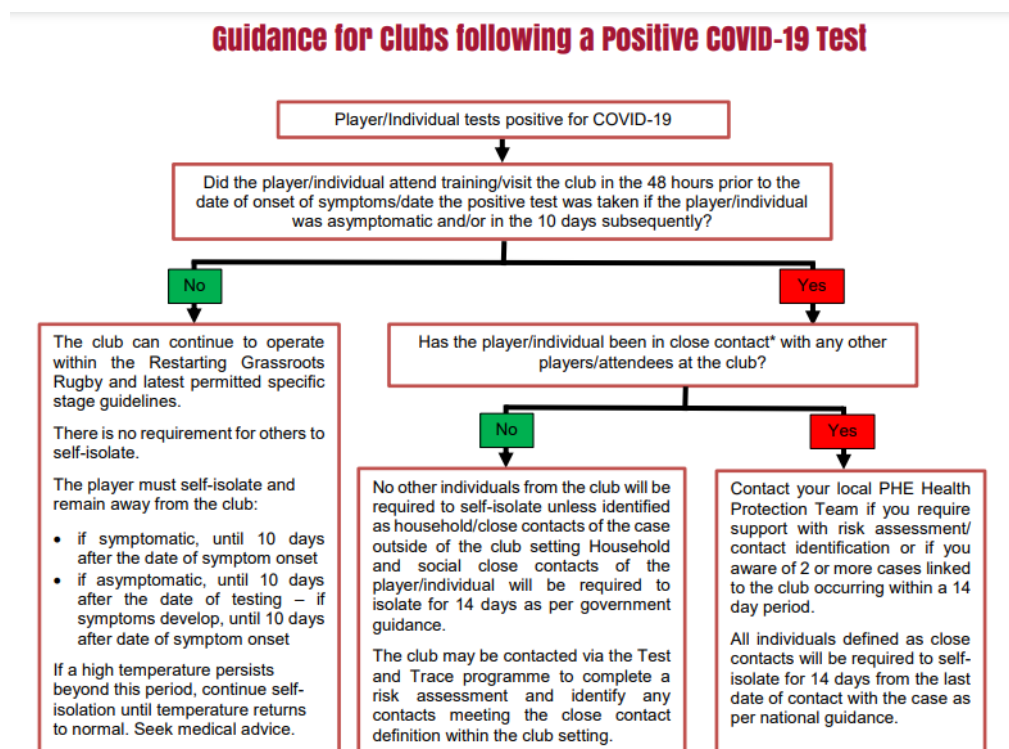 Guidance for Clubs following a Positive COVID-19 Test
Player/Individual tests positive for COVID-19
Did the player/individual attend training/visit the club in the 48 hours prior to the
date of onset of symptoms/date the positive test was taken if the player/individual
was asymptomatic and/or in the 10 days subsequently?
No
Yes
The club can continue to operate
within the Restarting Grassroots
Rugby and latest permitted specific
stage guidelines.
There is no requirement for others to
self-isolate.
The player must self-isolate and
remain away from the club:
• if symptomatic, until 10 days
after the date of symptom onset
• if asymptomatic, until 10 days
after the date of testing – if
symptoms develop, until 10 days
after date of symptom onset
If a high temperature persists
beyond this period, continue self-
isolation until temperature returns
to normal. Seek medical advice.
Has the player/individual been in close contact* with any other
players/attendees at the club?
No
Yes
No other individuals from the club will be
required to self-isolate unless identified
as household/close contacts of the case
outside of the club setting Household
and social close contacts of the
player/individual will be required to
isolate for 14 days as per government
guidance.
The club may be contacted via the Test
and Trace programme to complete a
risk assessment and identify any
contacts meeting the close contact
definition within the club setting.
Contact your local PHE Health
Protection Team if you require
support with risk assessment/
contact identification or if you
aware of 2 or more cases linked
to the club occurring within a 14
day period.
All individuals defined as close
contacts will be required to self-
isolate for 14 days from the last
date of contact with the case as
per national guidance.